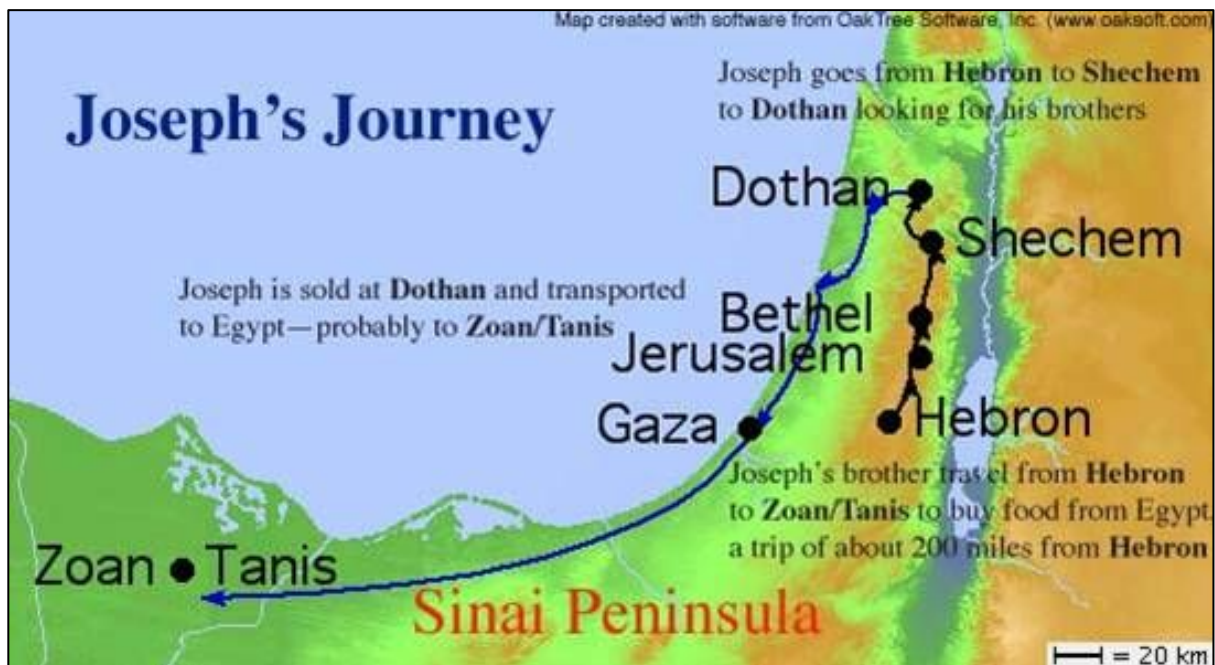 Map created with software from OakTree Software, Inc. (www.oaksoft.com)
Joseph goes from Hebron to Shechem
to Dothan looking for his brothers
Joseph's Journey
Dothan
Shechem
Joseph is sold at Dothan and transported
to Egypt—probably to Zoan/Tanis
Bethel
Jerusalem
Gaza
Hebron
Joseph's brother travel from Hebron
to Zoan/Tanis to buy food from Egypt
a trip of about 200 miles from Hebron
Zoan Tanis
Sinai Peninsula
= 20 km